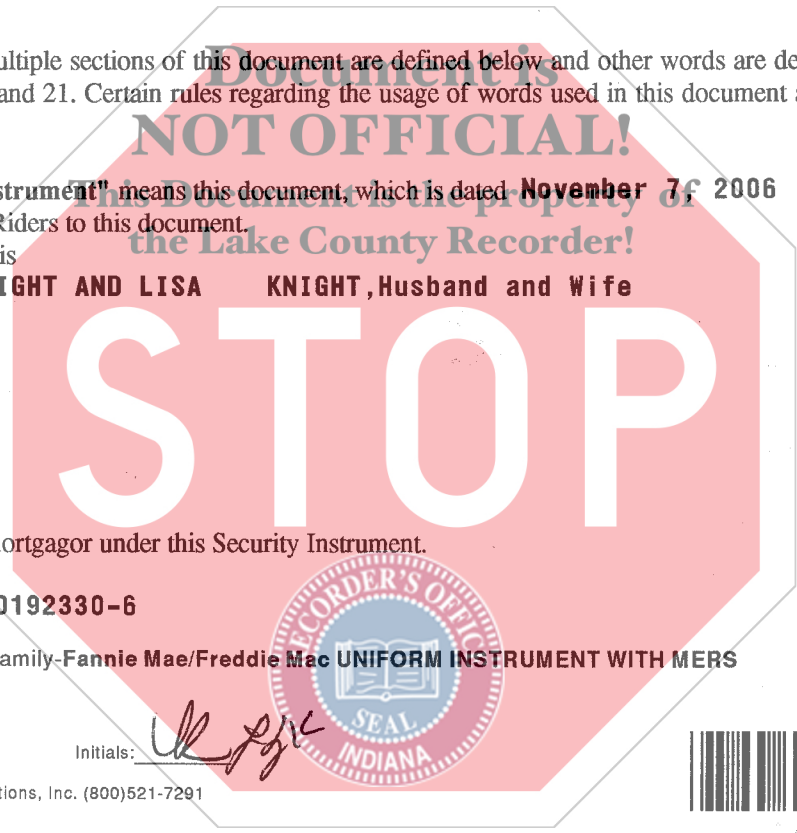 Document is
ultiple sections of this document are defined below and other words are de
and 21. Certain rules regarding the usage of words used in this document
NOT OFFICIAL!
strument" means this document, which is dated November 7, 2006
This Document is the property of
Riders to this document.
the Lake County Recorder!
is
IGHT AND LISA KNIGHT,Husband and Wife
STOP
ortgagor under this Security Instrument.
0192330-6
RECORDER'S OFFICE
amily-Fannie Mae/Freddie Mac UNIFORM INSTRUMENT WITH MERS
SEAL
INDIANA
Initials:
tions, Inc. (800)521-7291